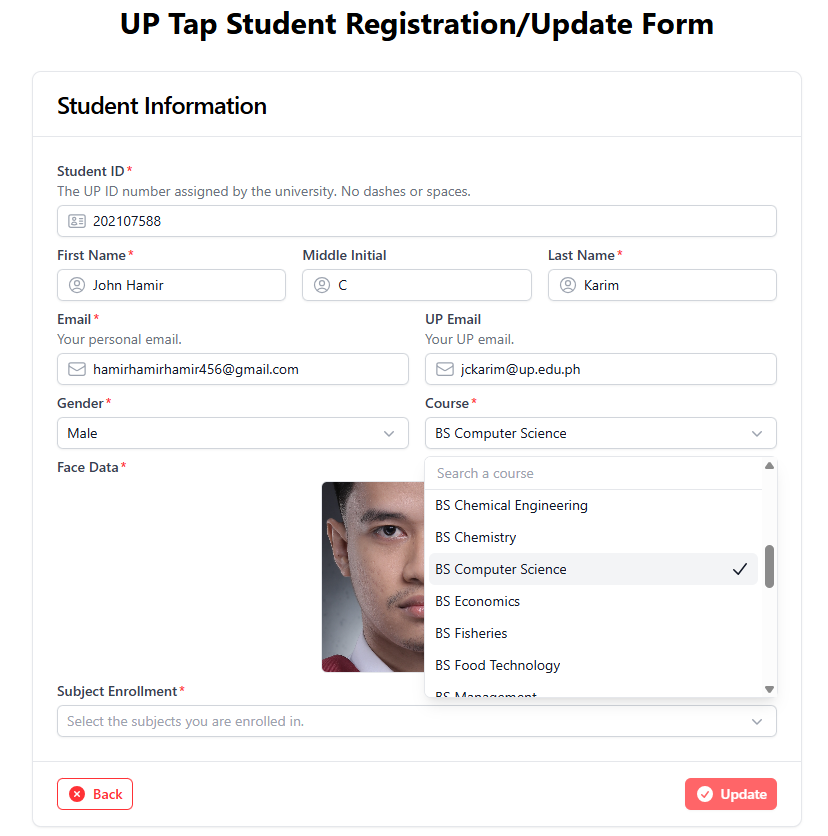 UP Tap Student Registration/Update Form
Student Information
Student ID*
The UP ID number assigned by the university. No dashes or spaces.
202107588
First Name* Middle Initial Last Name*
John Hamir C Karim
Email* UP Email
Your personal email. Your UP email.
hamirhamirhamir456@gmail.com jckarim@up.edu.ph
Gender* Course*
Male BS Computer Science
Face Data*
Search a course
BS Chemical Engineering
BS Chemistry
BS Computer Science
BS Economics
BS Fisheries
BS Food Technology
BS Management
Subject Enrollment*
Select the subjects you are enrolled in.
Back Update